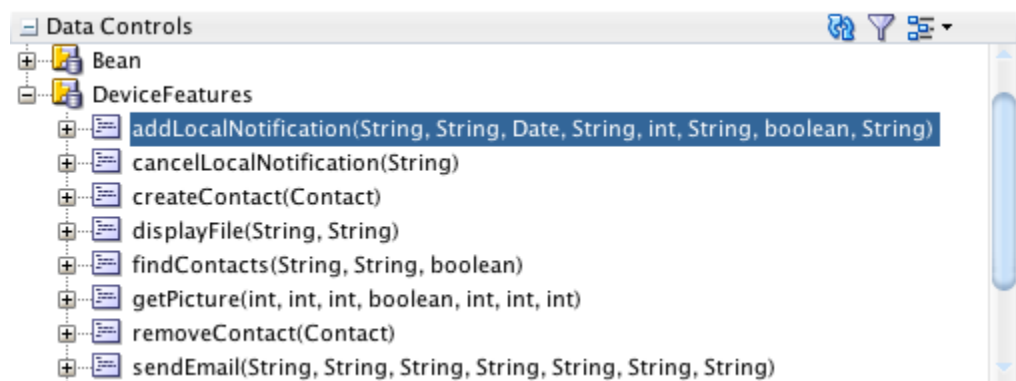 Data Controls
Bean
DeviceFeatures
addLocalNotification(String, String, Date, String, int, String, boolean, String)
cancelLocalNotification(String)
createContact(Contact)
displayFile(String, String)
findContacts(String, String, boolean)
getPicture(int, int, int, boolean, int, int, int)
removeContact(Contact)
sendEmail(String, String, String, String, String, String, String)